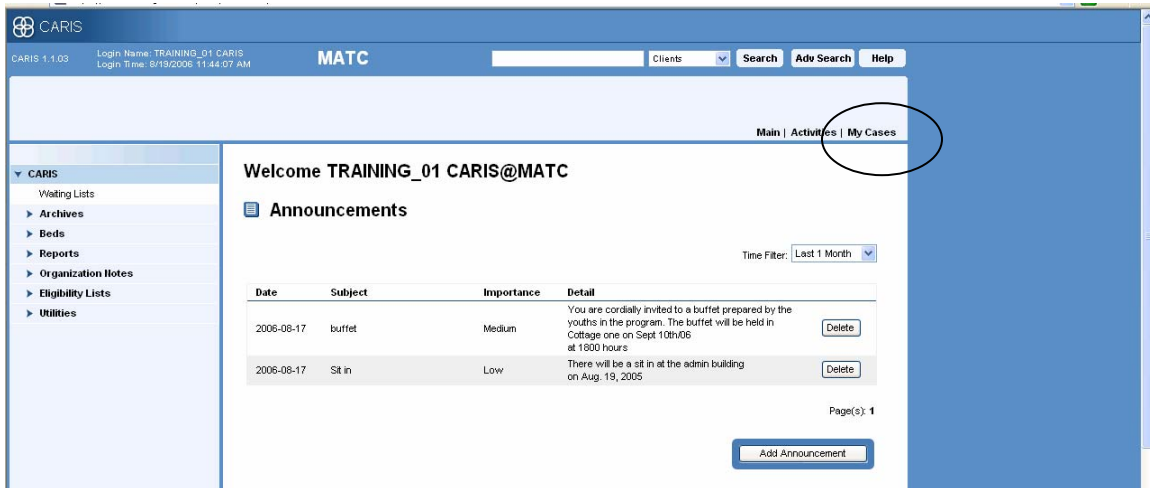 CARIS
CARIS 1.1.03
Login Name: TRAINING_01 CARIS
Login Time: 8/19/2006 11:44:07 AM
MATC
Clients
Search
Adv Search
Help
Main | Activities | My Cases
CARIS
Waiting Lists
Archives
Beds
Reports
Organization Notes
Eligibility Lists
Utilities
Welcome TRAINING_01 CARIS@MATC
Announcements
Time Filter: Last 1 Month
Date Subject Importance Detail
2006-08-17 buffet Medium You are cordially invited to a buffet prepared by the
youths in the program. The buffet will be held in
Cottage one on Sept 10th/06
at 1800 hours
Delete
2006-08-17 Sit in Low There will be a sit in at the admin building
on Aug. 19, 2005
Delete
Page(s): 1
Add Announcement